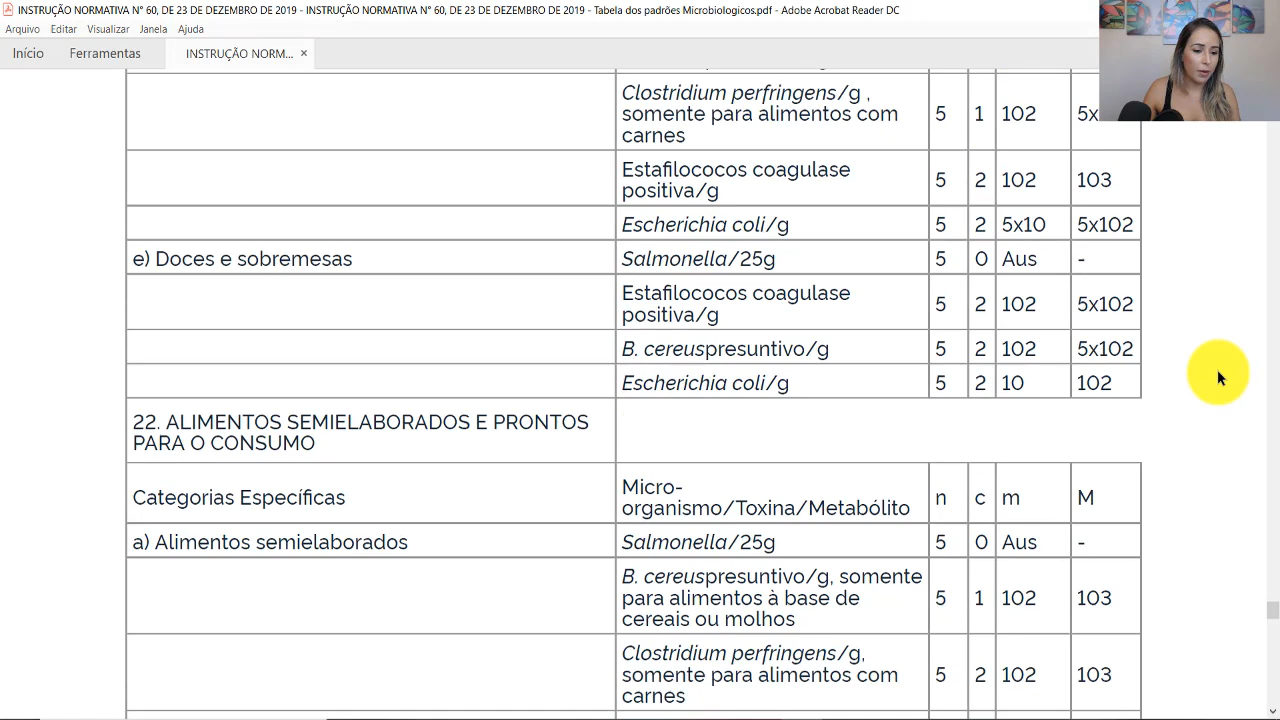 INSTRUÇÃO NORMATIVA N° 60, DE 23 DE DEZEMBRO DE 2019 - INSTRUÇÃO NORMATIVA N° 60, DE 23 DE DEZEMBRO DE 2019 - Tabela dos padrões Microbiologicos.pdf - Adobe Acrobat Reader DC
Arquivo Editar Visualizar Janela Ajuda
Início Ferramentas INSTRUÇÃO NORM... ×
Clostridium perfringens/g ,
somente para alimentos com
carnes
5 1 102 5x
Estafilococos coagulase
positiva/g
5 2 102 103
Escherichia coli/g 5 2 5x10 5x102
e) Doces e sobremesas Salmonella/25g 5 0 Aus -
Estafilococos coagulase
positiva/g
5 2 102 5x102
B. cereuspresuntivo/g 5 2 102 5x102
Escherichia coli/g 5 2 10 102
22. ALIMENTOS SEMIELABORADOS E PRONTOS
PARA O CONSUMO
Categorias Específicas
Micro-
organismo/Toxina/Metabólito
n c m M
a) Alimentos semielaborados Salmonella/25g 5 0 Aus -
B. cereuspresuntivo/g, somente
para alimentos à base de
cereais ou molhos
5 1 102 103
Clostridium perfringens/g,
somente para alimentos com
carnes
5 2 102 103